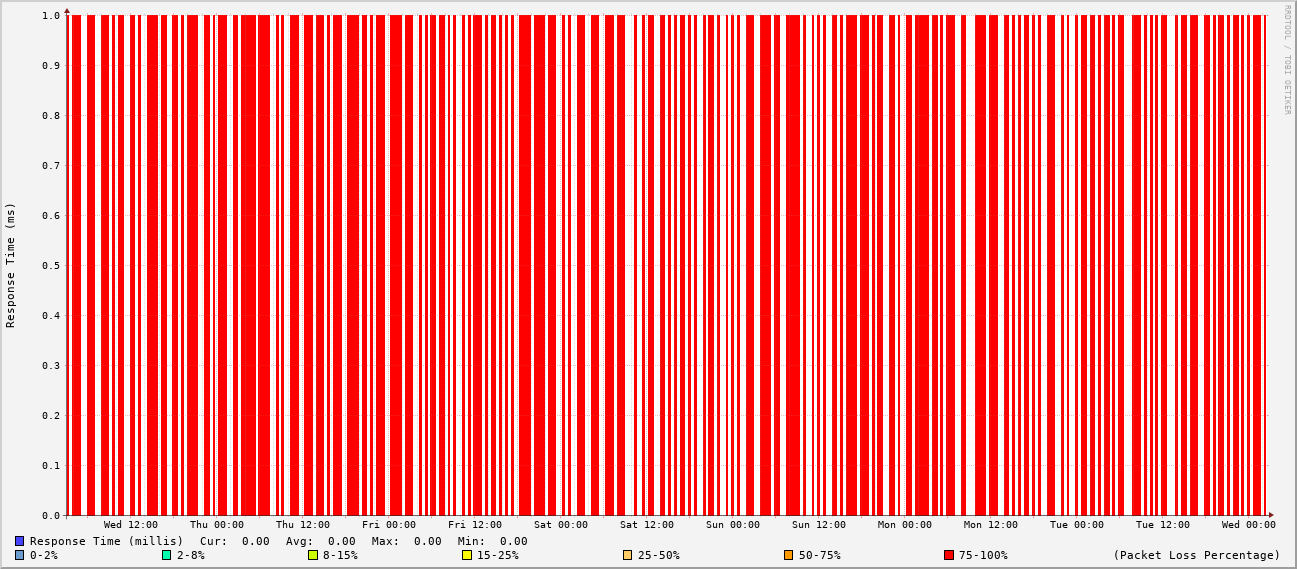 RRDTOOL / TOBI OETIKER
Response Time (ms)
1.0
0.9
0.8
0.7
0.6
0.5
0.4
0.3
0.2
0.1
0.0
Wed 12:00 Thu 00:00 Thu 12:00 Fri 00:00 Fri 12:00 Sat 00:00 Sat 12:00 Sun 00:00 Sun 12:00 Mon 00:00 Mon 12:00 Tue 00:00 Tue 12:00 Wed 00:00
Response Time (millis) Cur: 0.00 Avg: 0.00 Max: 0.00 Min: 0.00
0-2% 2-8% 8-15% 15-25% 25-50% 50-75% 75-100% (Packet Loss Percentage)